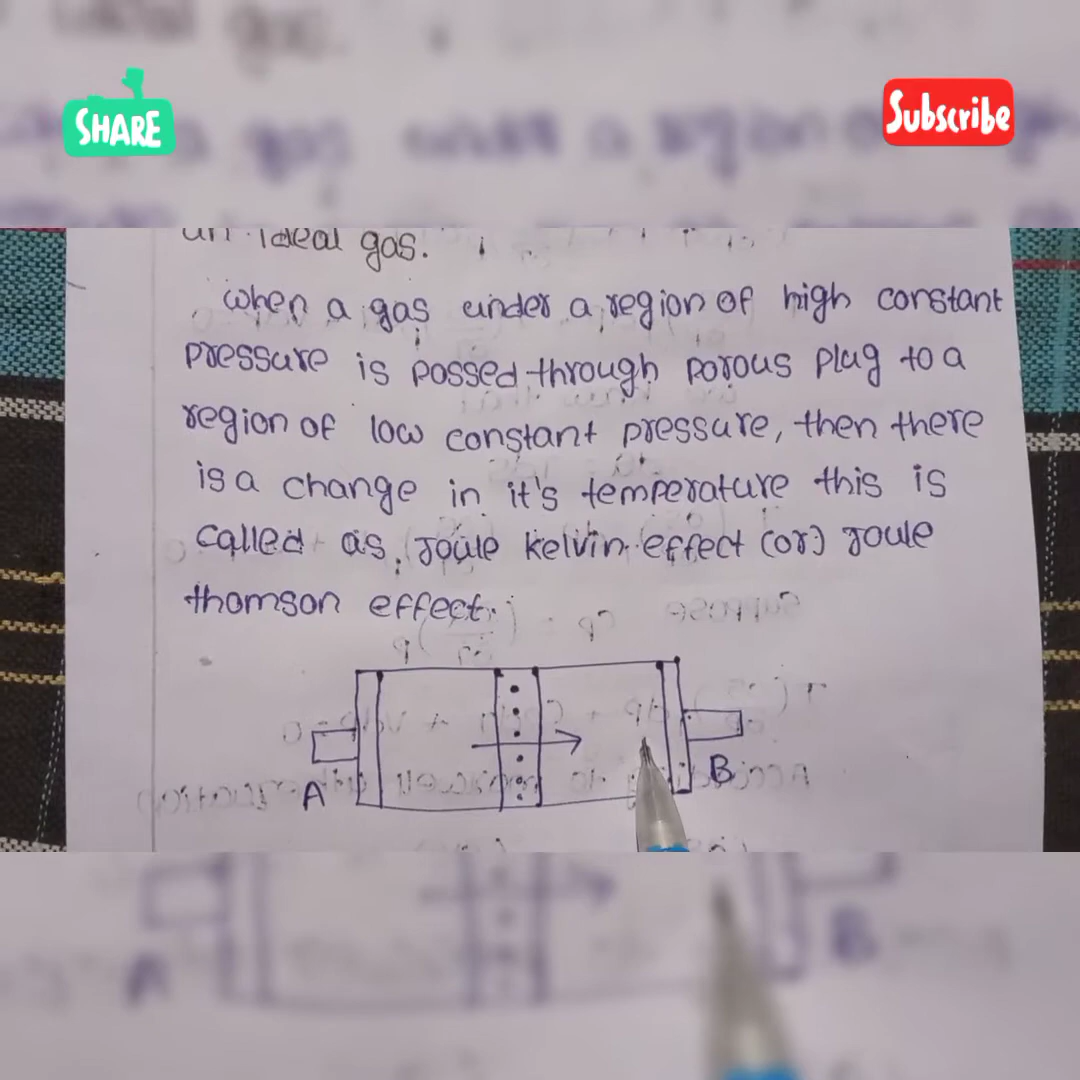 SHARE
Subscribe
an ideal gas.
when a gas under a region of high constant
pressure is possed through porous plug to a
region of low constant pressure, then there
is a change in it's temperature this is
called as Joule kelvin effect (or) Joule
thomson effect.
A
B